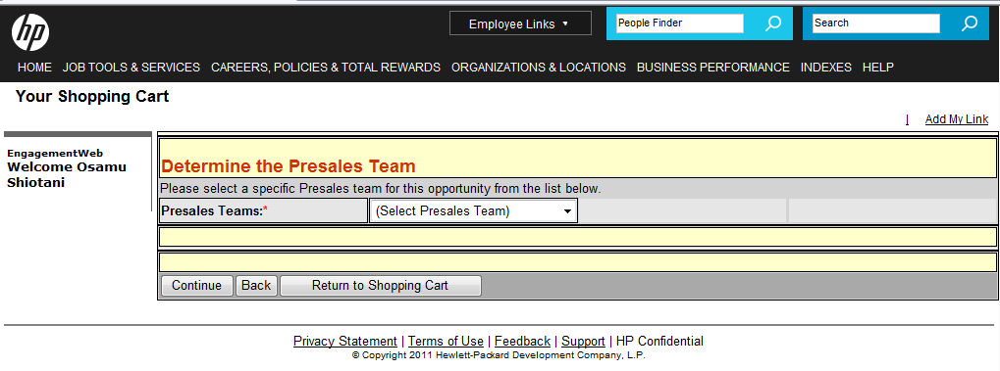 hp
Employee Links ▼
People Finder
Search
HOME JOB TOOLS & SERVICES CAREERS, POLICIES & TOTAL REWARDS ORGANIZATIONS & LOCATIONS BUSINESS PERFORMANCE INDEXES HELP
Your Shopping Cart
| Add My Link
EngagementWeb
Welcome Osamu
Shiotani
Determine the Presales Team
Please select a specific Presales team for this opportunity from the list below.
Presales Teams:* (Select Presales Team)
Continue Back Return to Shopping Cart
Privacy Statement | Terms of Use | Feedback | Support | HP Confidential
© Copyright 2011 Hewlett-Packard Development Company, L.P.